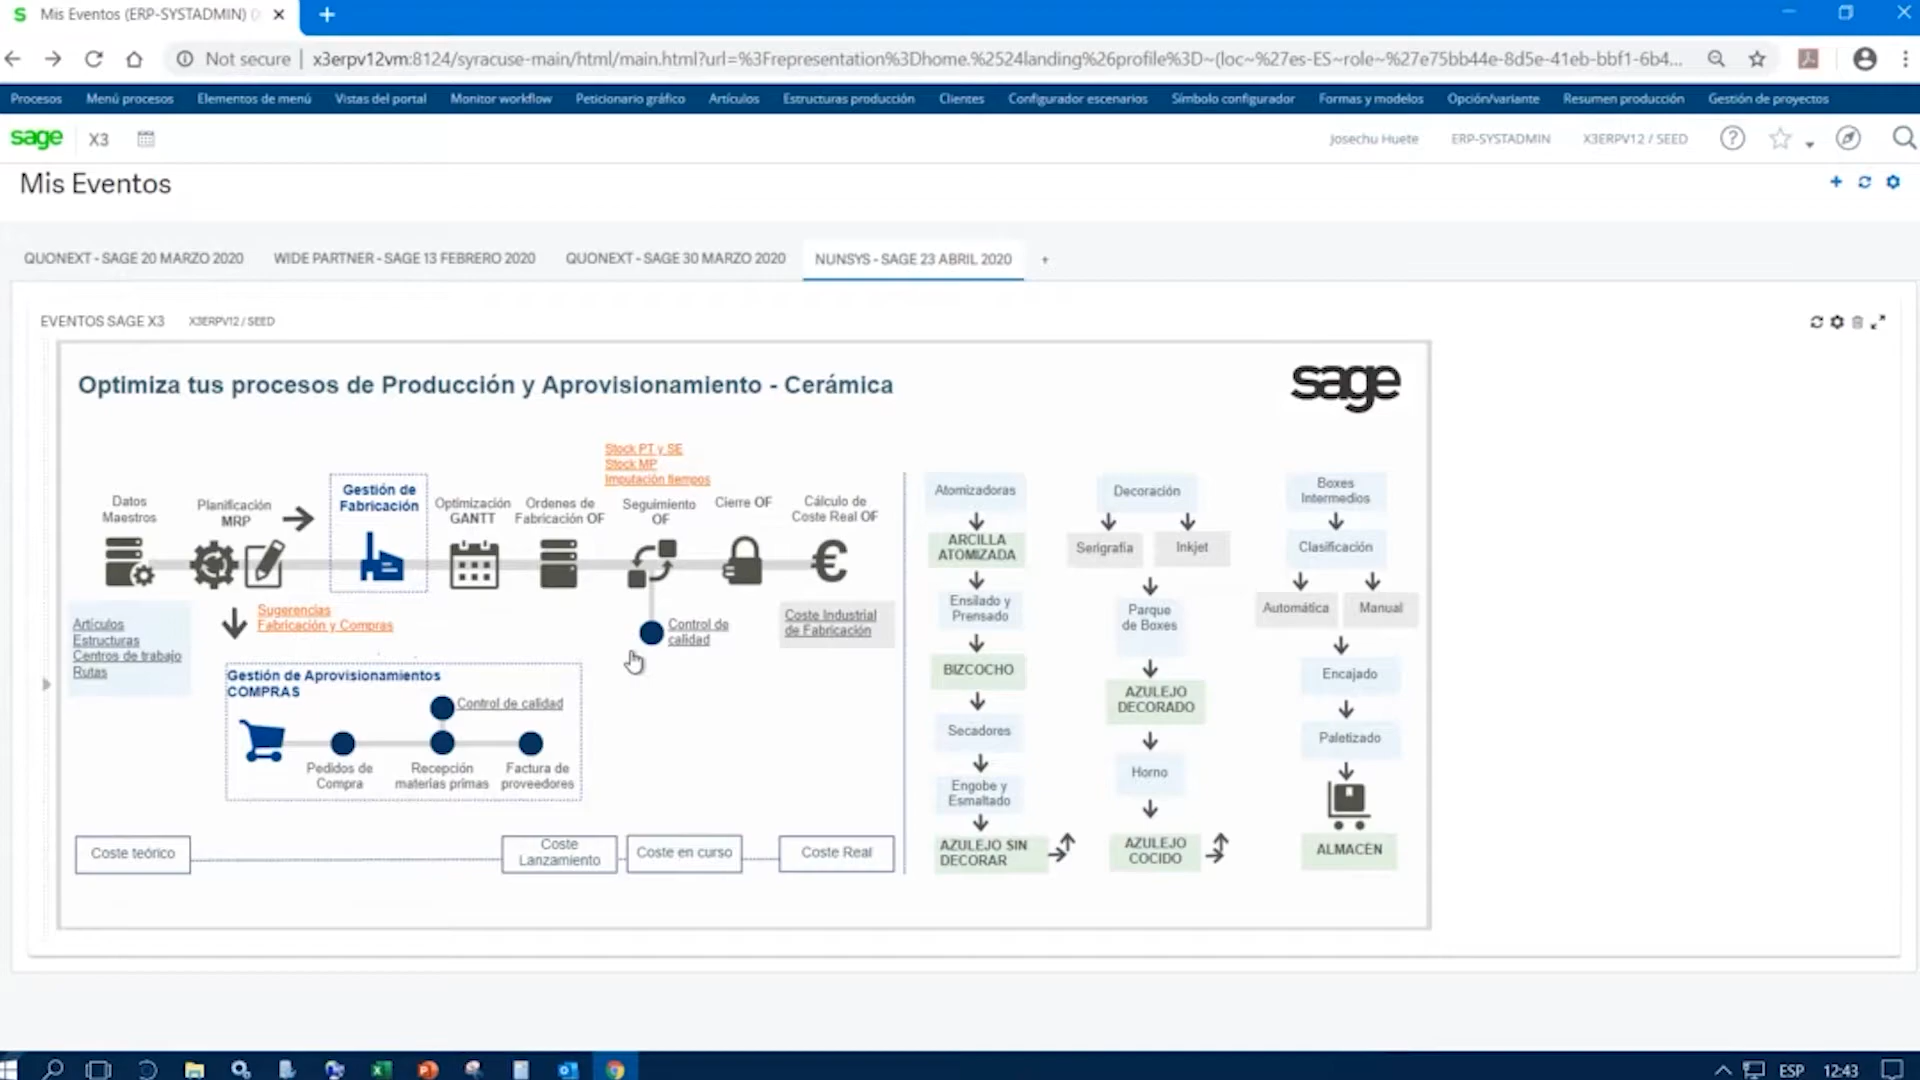 Mis Eventos (ERP-SYSTADMIN)
Not secure | x3erpv12vm:8124/syracuse-main/html/main.html?url=%3Frepresentation%3Dhome.%2524landing%26profile%3D~(loc~%27es-ES~role~%27e75bb44e-8d5e-41eb-bbf1-6b4...
Procesos Menú procesos Elementos de menú Vistas del portal Monitor workflow Peticionario gráfico Artículos Estructuras producción Clientes Configurador escenarios Símbolo configurador Formas y modelos Opción/variante Resumen producción Gestión de proyectos
sage X3 Josechu Huete ERP-SYSTADMIN X3ERPV12 / SEED
Mis Eventos
QUONEXT - SAGE 20 MARZO 2020 WIDE PARTNER - SAGE 13 FEBRERO 2020 QUONEXT - SAGE 30 MARZO 2020 NUNSYS - SAGE 23 ABRIL 2020 +
EVENTOS SAGE X3 X3ERPV12 / SEED
Optimiza tus procesos de Producción y Aprovisionamiento - Cerámica
sage
Stock PT y SE
Stock MP
Imputación tiempos
Datos
Maestros
Planificación
MRP
Gestión de
Fabricación
Optimización
GANTT
Ordenes de
Fabricación OF
Seguimiento
OF
Cierre OF
Cálculo de
Coste Real OF
Artículos
Estructuras
Centros de trabajo
Rutas
Sugerencias
Fabricación y Compras
Control de
calidad
Coste Industrial
de Fabricación
Gestión de Aprovisionamientos
COMPRAS
Control de calidad
Pedidos de
Compra
Recepción
materias primas
Factura de
proveedores
Coste teórico
Coste
Lanzamiento
Coste en curso
Coste Real
Atomizadoras
ARCILLA
ATOMIZADA
Ensilado y
Prensado
BIZCOCHO
Secadores
Engobe y
Esmaltado
AZULEJO SIN
DECORAR
Decoración
Serigrafia
Inkjet
Parque
de Boxes
AZULEJO
DECORADO
Horno
AZULEJO
COCIDO
Boxes
Intermedios
Clasificación
Automática
Manual
Encajado
Paletizado
ALMACEN
ESP 12:43